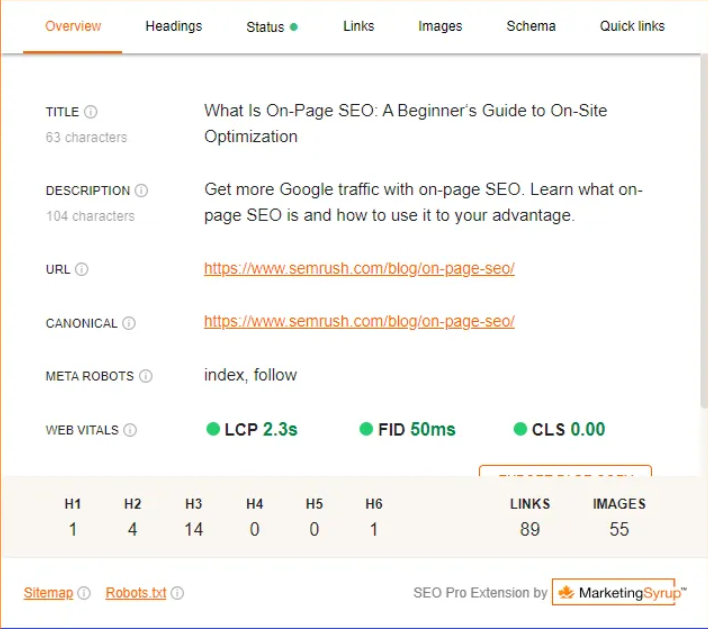 Overview Headings Status Links Images Schema Quick links
TITLE What Is On-Page SEO: A Beginner's Guide to On-Site
63 characters Optimization
DESCRIPTION Get more Google traffic with on-page SEO. Learn what on-
104 characters page SEO is and how to use it to your advantage.
URL https://www.semrush.com/blog/on-page-seo/
CANONICAL https://www.semrush.com/blog/on-page-seo/
META ROBOTS index, follow
WEB VITALS LCP 2.3s FID 50ms CLS 0.00
H1 H2 H3 H4 H5 H6 LINKS IMAGES
1 4 14 0 0 1 89 55
Sitemap Robots.txt SEO Pro Extension by MarketingSyrup™